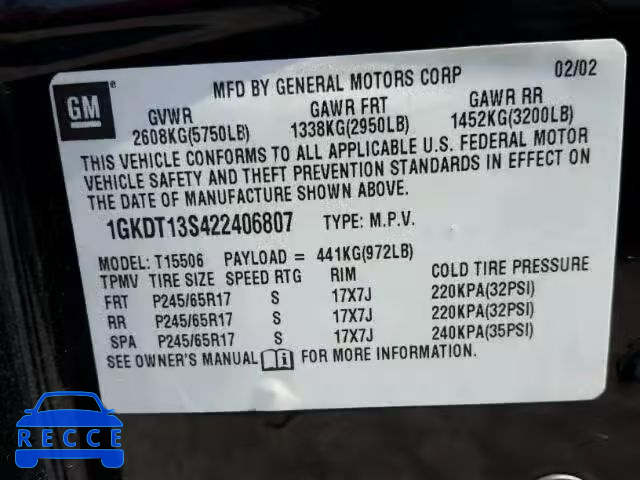 GM
MFD BY GENERAL MOTORS CORP 02/02
GVWR GAWR FRT GAWR RR
2608KG(5750LB) 1338KG(2950LB) 1452KG(3200LB)
THIS VEHICLE CONFORMS TO ALL APPLICABLE U.S. FEDERAL MOTOR
VEHICLE SAFETY AND THEFT PREVENTION STANDARDS IN EFFECT ON
THE DATE OF MANUFACTURE SHOWN ABOVE.
1GKDT13S422406807 TYPE: M.P.V.
MODEL: T15506 PAYLOAD = 441KG(972LB)
TPMV TIRE SIZE SPEED RTG RIM COLD TIRE PRESSURE
FRT P245/65R17 S 17X7J 220KPA(32PSI)
RR P245/65R17 S 17X7J 220KPA(32PSI)
SPA P245/65R17 S 17X7J 240KPA(35PSI)
SEE OWNER'S MANUAL i FOR MORE INFORMATION.
RECCE